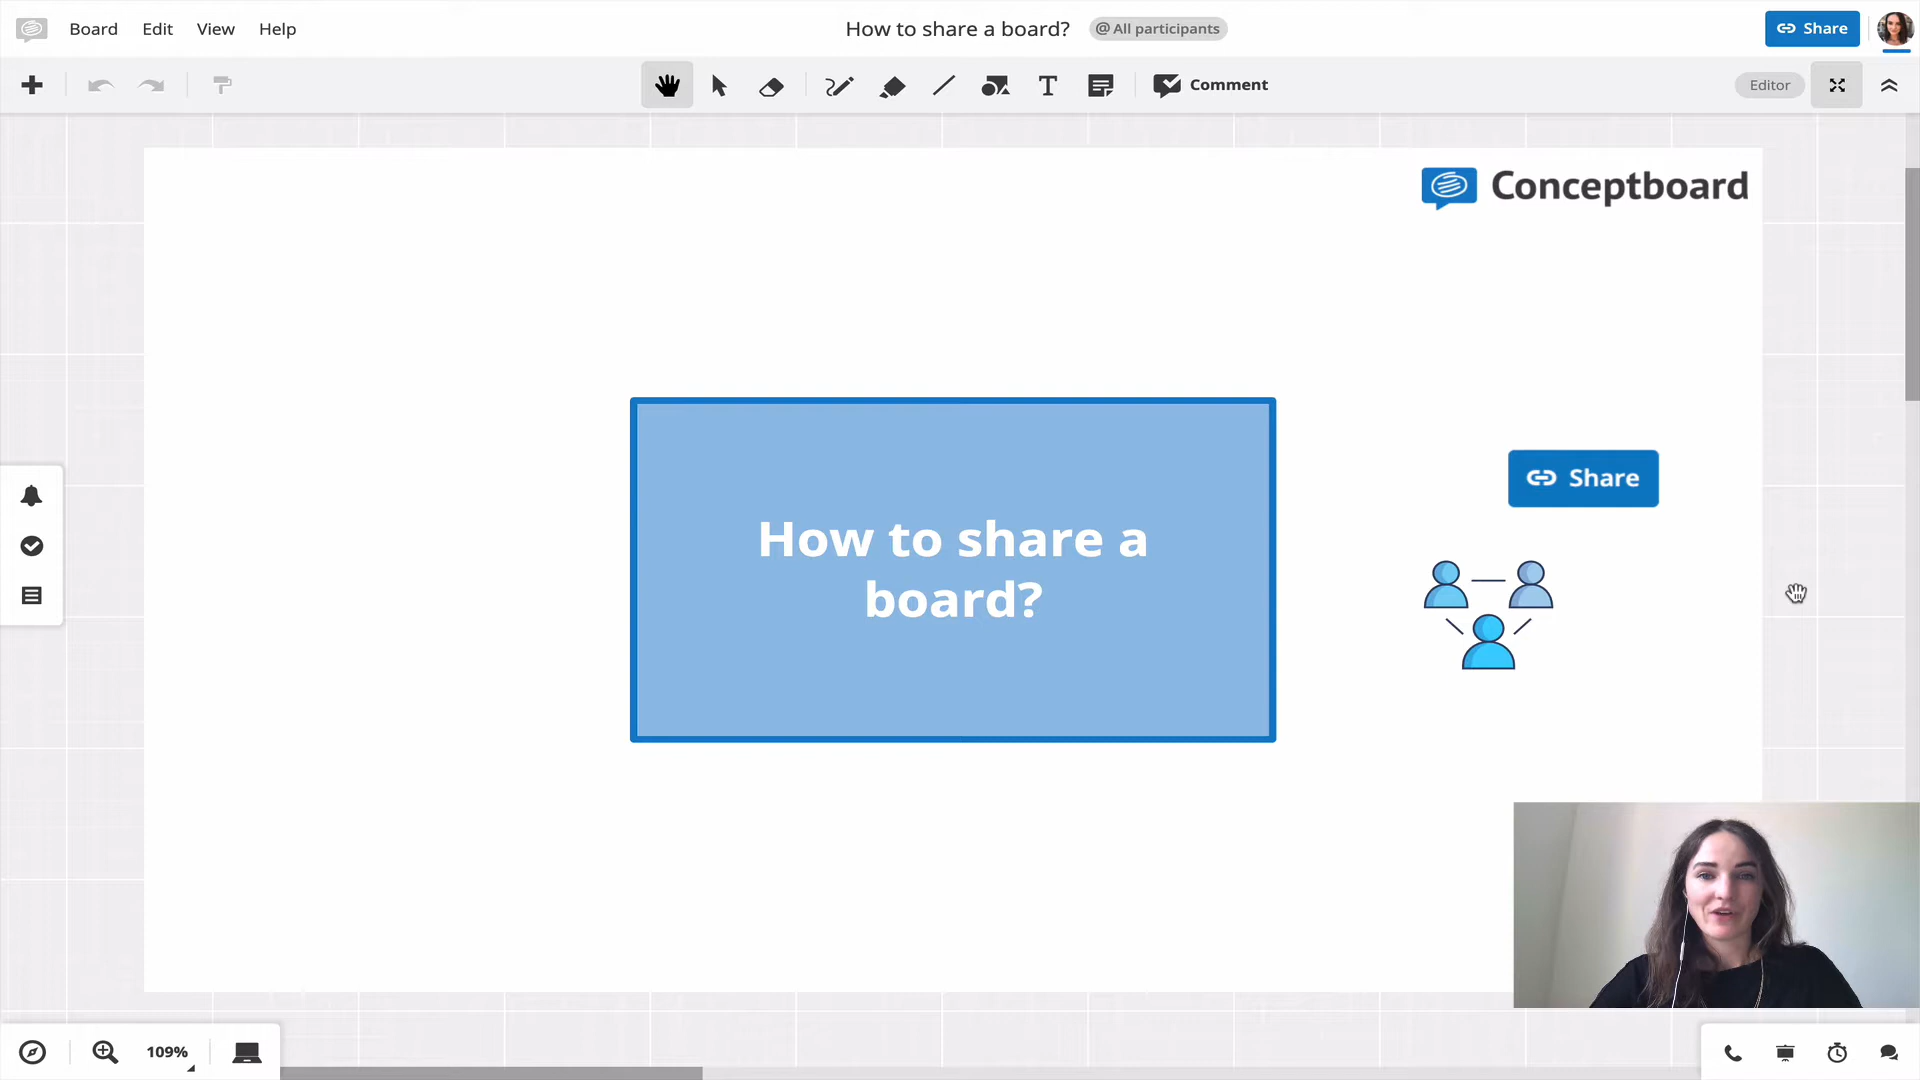 Board Edit View Help
How to share a board? @ All participants
Share
Comment
Editor
Conceptboard
Share
How to share a
board?
109%